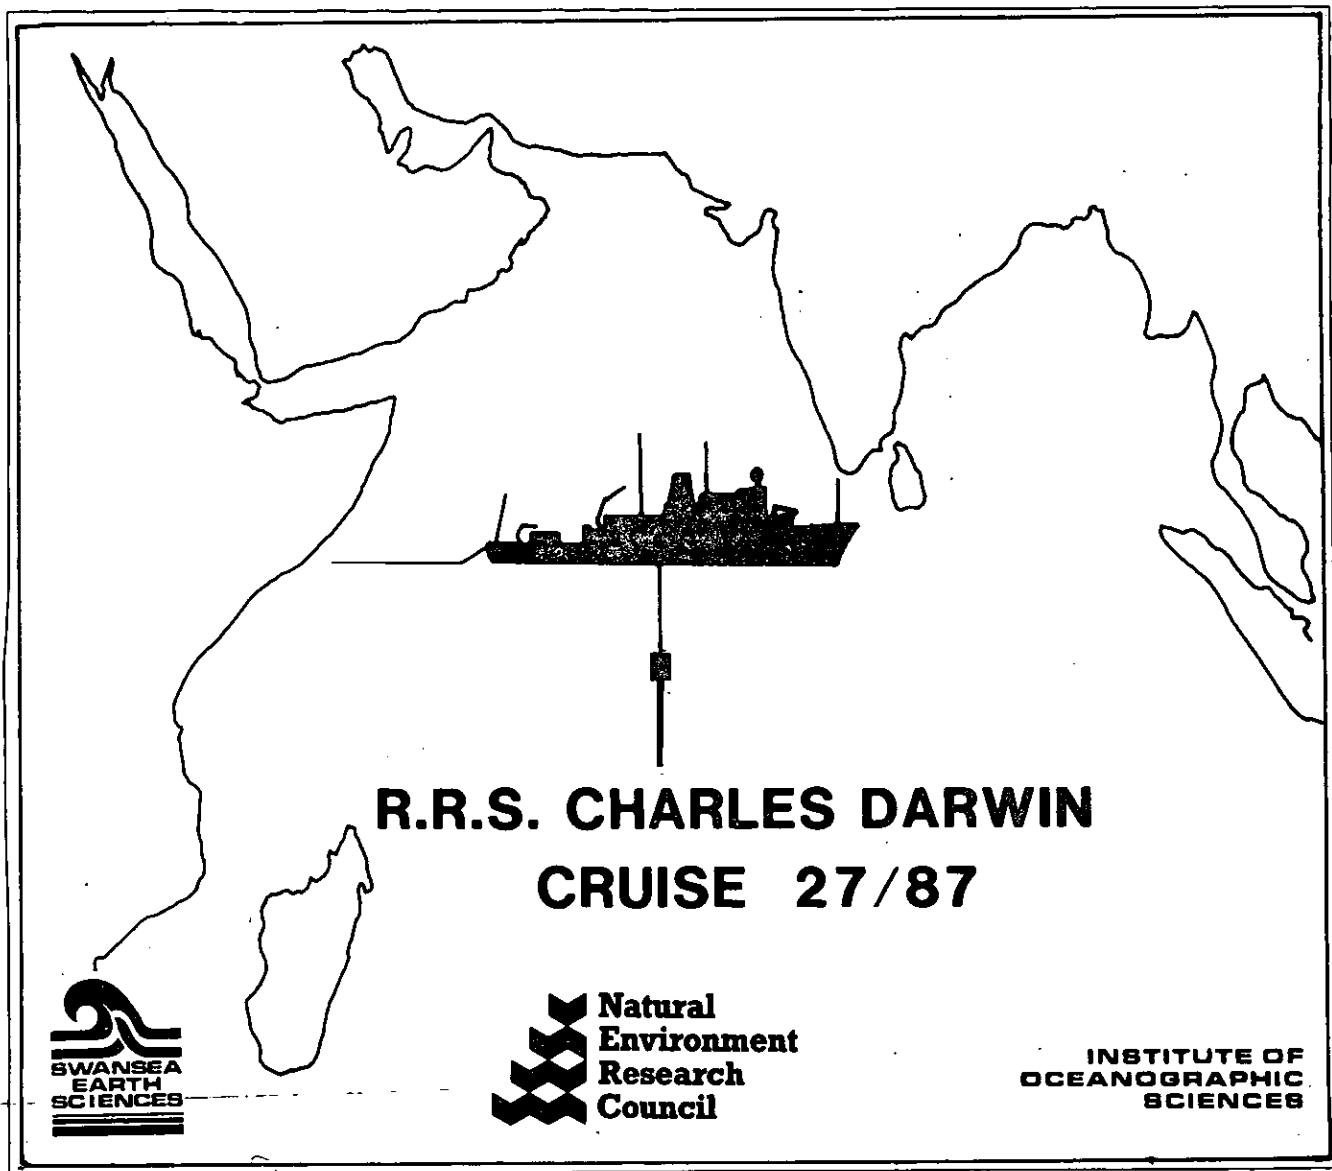 R.R.S. CHARLES DARWIN
CRUISE 27/87
SWANSEA
EARTH
SCIENCES
Natural
Environment
Research
Council
INSTITUTE OF
OCEANOGRAPHIC
SCIENCES